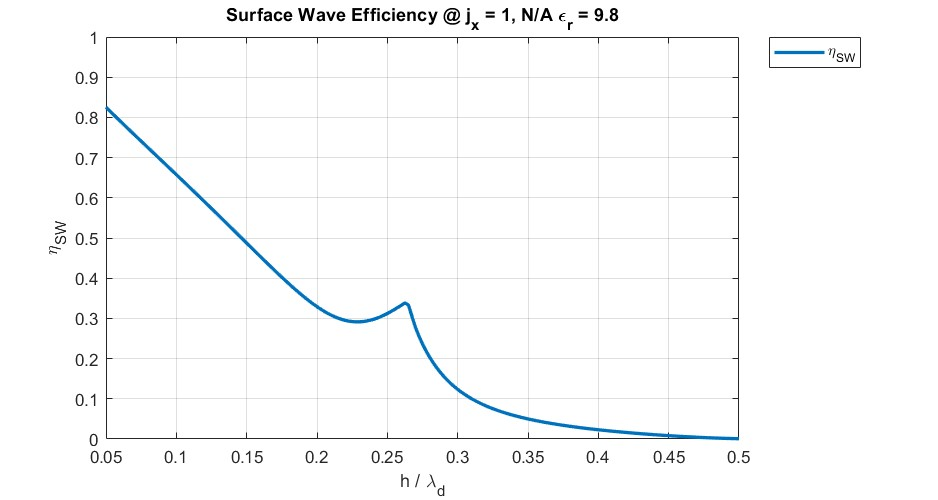 Surface Wave Efficiency @ jx = 1, N/A ϵr = 9.8
ηSW
1
0.9
0.8
0.7
0.6
0.5
0.4
0.3
0.2
0.1
0
ηSW
0.05 0.1 0.15 0.2 0.25 0.3 0.35 0.4 0.45 0.5
h / λd